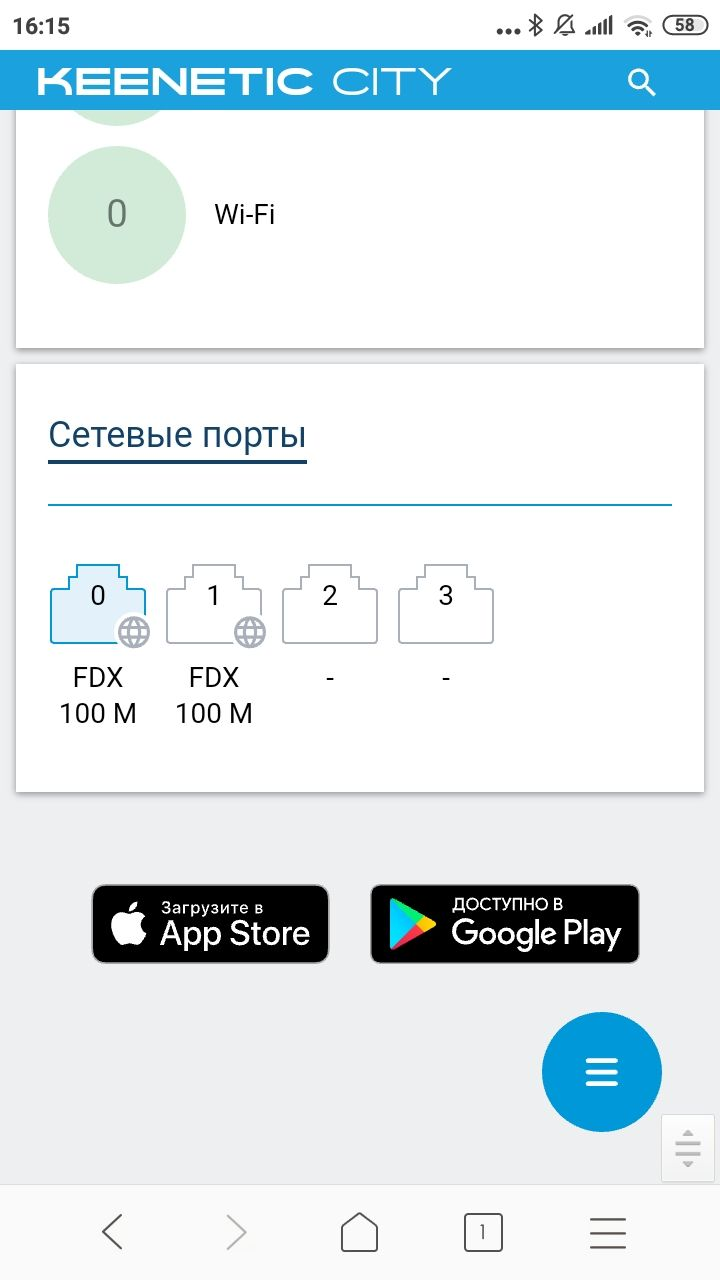 16:15
58
KEENETIC CITY
0
Wi-Fi
Сетевые порты
0 1 2 3
FDX FDX - -
100 M 100 M
Загрузите в
App Store
ДОСТУПНО В
Google Play
1